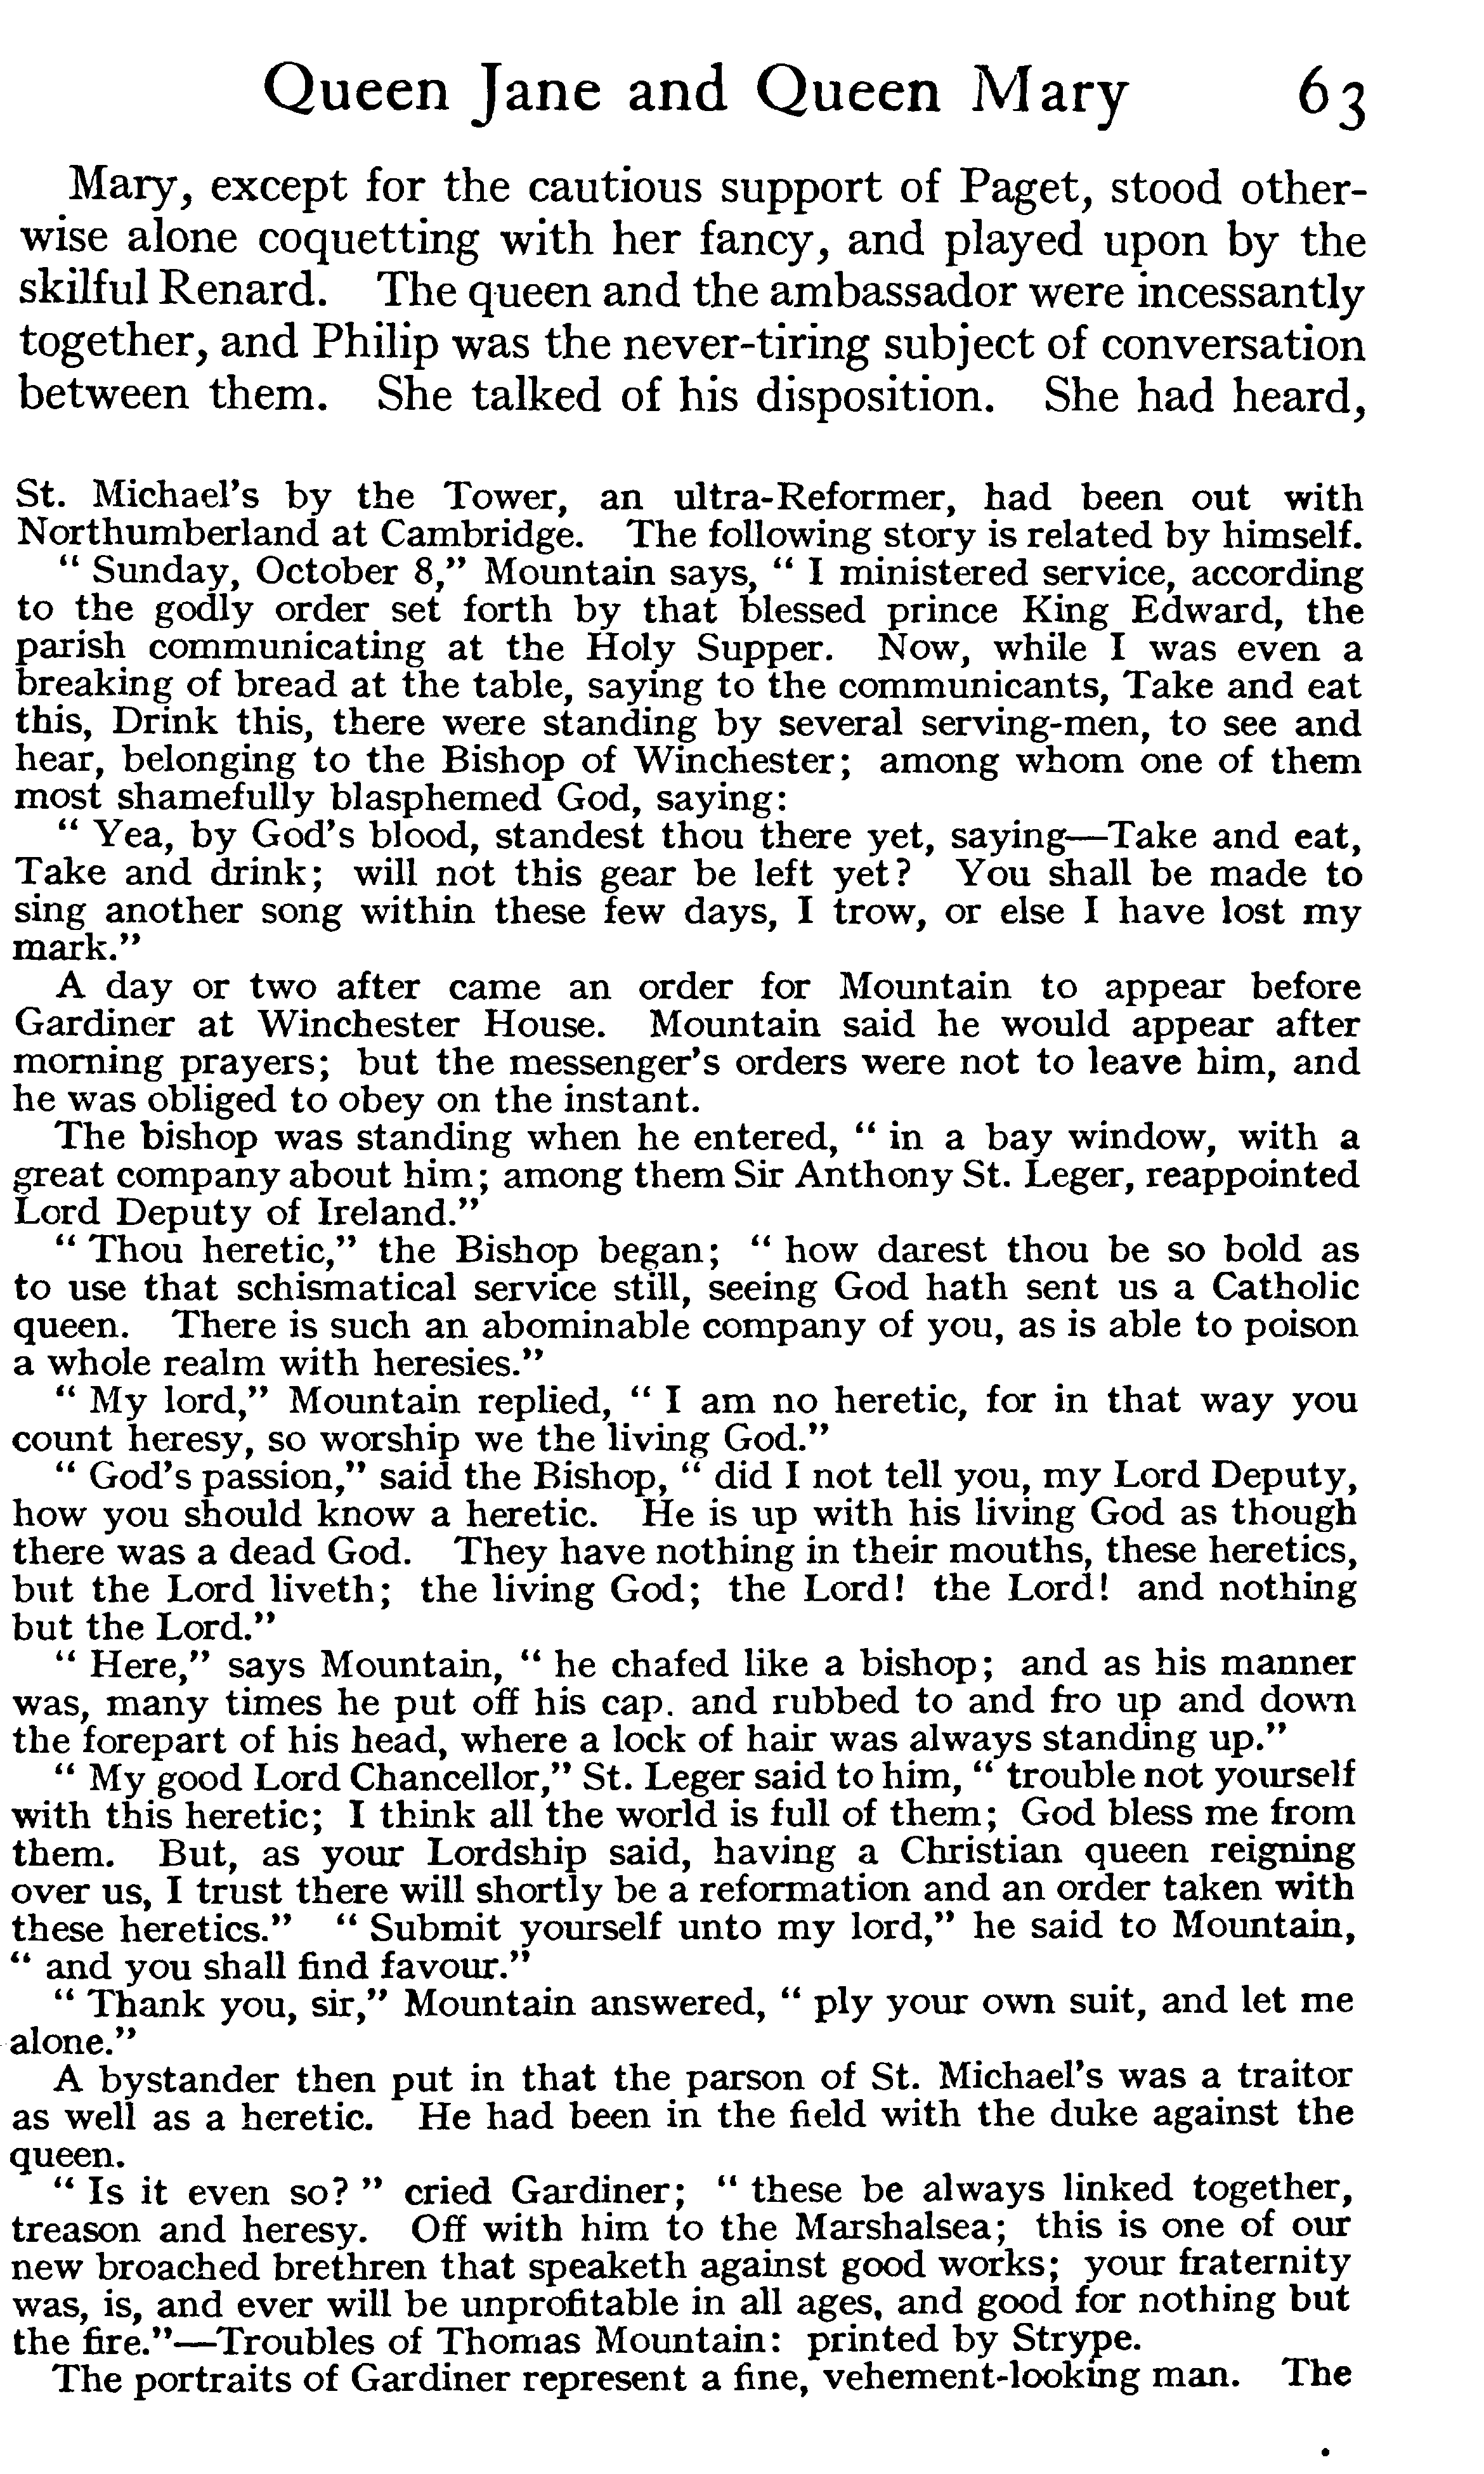 Queen Jane and Queen Mary 63
Mary, except for the cautious support of Paget, stood other-
wise alone coquetting with her fancy, and played upon by the
skilful Renard. The queen and the ambassador were incessantly
together, and Philip was the never-tiring subject of conversation
between them. She talked of his disposition. She had heard,
St. Michael's by the Tower, an ultra-Reformer, had been out with
Northumberland at Cambridge. The following story is related by himself.
" Sunday, October 8," Mountain says, " I ministered service, according
to the godly order set forth by that blessed prince King Edward, the
parish communicating at the Holy Supper. Now, while I was even a
breaking of bread at the table, saying to the communicants, Take and eat
this, Drink this, there were standing by several serving-men, to see and
hear, belonging to the Bishop of Winchester; among whom one of them
most shamefully blasphemed God, saying:
" Yea, by God's blood, standest thou there yet, saying—Take and eat,
Take and drink; will not this gear be left yet? You shall be made to
sing another song within these few days, I trow, or else I have lost my
mark."
A day or two after came an order for Mountain to appear before
Gardiner at Winchester House. Mountain said he would appear after
morning prayers; but the messenger's orders were not to leave him, and
he was obliged to obey on the instant.
The bishop was standing when he entered, " in a bay window, with a
great company about him; among them Sir Anthony St. Leger, reappointed
Lord Deputy of Ireland."
" Thou heretic," the Bishop began; " how darest thou be so bold as
to use that schismatical service still, seeing God hath sent us a Catholic
queen. There is such an abominable company of you, as is able to poison
a whole realm with heresies."
" My lord," Mountain replied, " I am no heretic, for in that way you
count heresy, so worship we the living God."
" God's passion," said the Bishop, " did I not tell you, my Lord Deputy,
how you should know a heretic. He is up with his living God as though
there was a dead God. They have nothing in their mouths, these heretics,
but the Lord liveth; the living God; the Lord! the Lord! and nothing
but the Lord."
" Here," says Mountain, " he chafed like a bishop; and as his manner
was, many times he put off his cap. and rubbed to and fro up and down
the forepart of his head, where a lock of hair was always standing up."
" My good Lord Chancellor," St. Leger said to him, " trouble not yourself
with this heretic; I think all the world is full of them; God bless me from
them. But, as your Lordship said, having a Christian queen reigning
over us, I trust there will shortly be a reformation and an order taken with
these heretics." " Submit yourself unto my lord," he said to Mountain,
" and you shall find favour."
" Thank you, sir," Mountain answered, " ply your own suit, and let me
alone."
A bystander then put in that the parson of St. Michael's was a traitor
as well as a heretic. He had been in the field with the duke against the
queen.
" Is it even so? " cried Gardiner; " these be always linked together,
treason and heresy. Off with him to the Marshalsea; this is one of our
new broached brethren that speaketh against good works; your fraternity
was, is, and ever will be unprofitable in all ages, and good for nothing but
the fire."—Troubles of Thomas Mountain: printed by Strype.
The portraits of Gardiner represent a fine, vehement-looking man. The